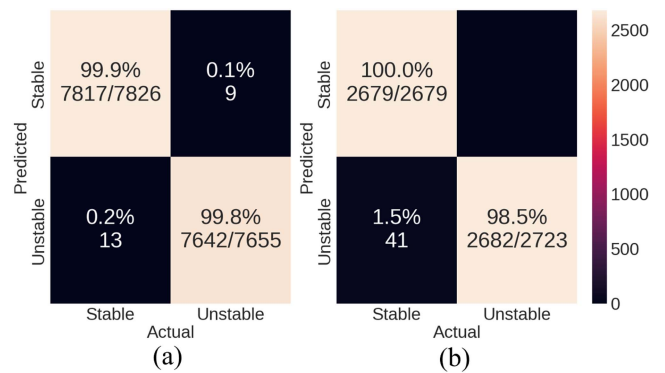 99.9%
7817/7826
0.1%
9
0.2%
13
99.8%
7642/7655
Stable
Unstable
Predicted
Stable
Unstable
Actual
(a)
100.0%
2679/2679
1.5%
41
98.5%
2682/2723
Stable
Unstable
Predicted
Stable
Unstable
Actual
(b)
2500
2000
1500
1000
500
0